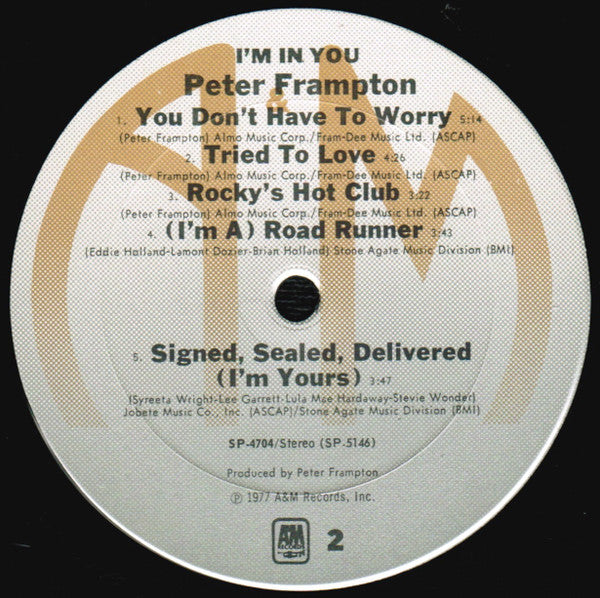 I'M IN YOU
Peter Frampton
&
1. You Don't Have To Worry 5:14
(Peter Frampton) Almo Music Corp./Fram-Dee Music Ltd. (ASCAP)
2. Tried To Love 4:26
(Peter Frampton) Almo Music Corp./Fram-Dee Music Ltd. (ASCAP)
3. Rocky's Hot Club 3:22
(Peter Frampton) Almo Music Corp./Fram-Dee Music Ltd. (ASCAP)
4. (I'm A) Road Runner 3:43
(Eddie Holland-Lamont Dozier-Brian Holland) Stone Agate Music Division (BMI)
A M
5. Signed, Sealed, Delivered
(I'm Yours) 3:47
(Syreeta Wright-Lee Garrett-Lula Mae Hardaway-Stevie Wonder)
Jobete Music Co., Inc. (ASCAP)/Stone Agate Music Division (BMI)
SP-4704/Stereo (SP-5146)
Produced by Peter Frampton
℗ 1977 A&M Records, Inc.
A&M
RECORDS
2